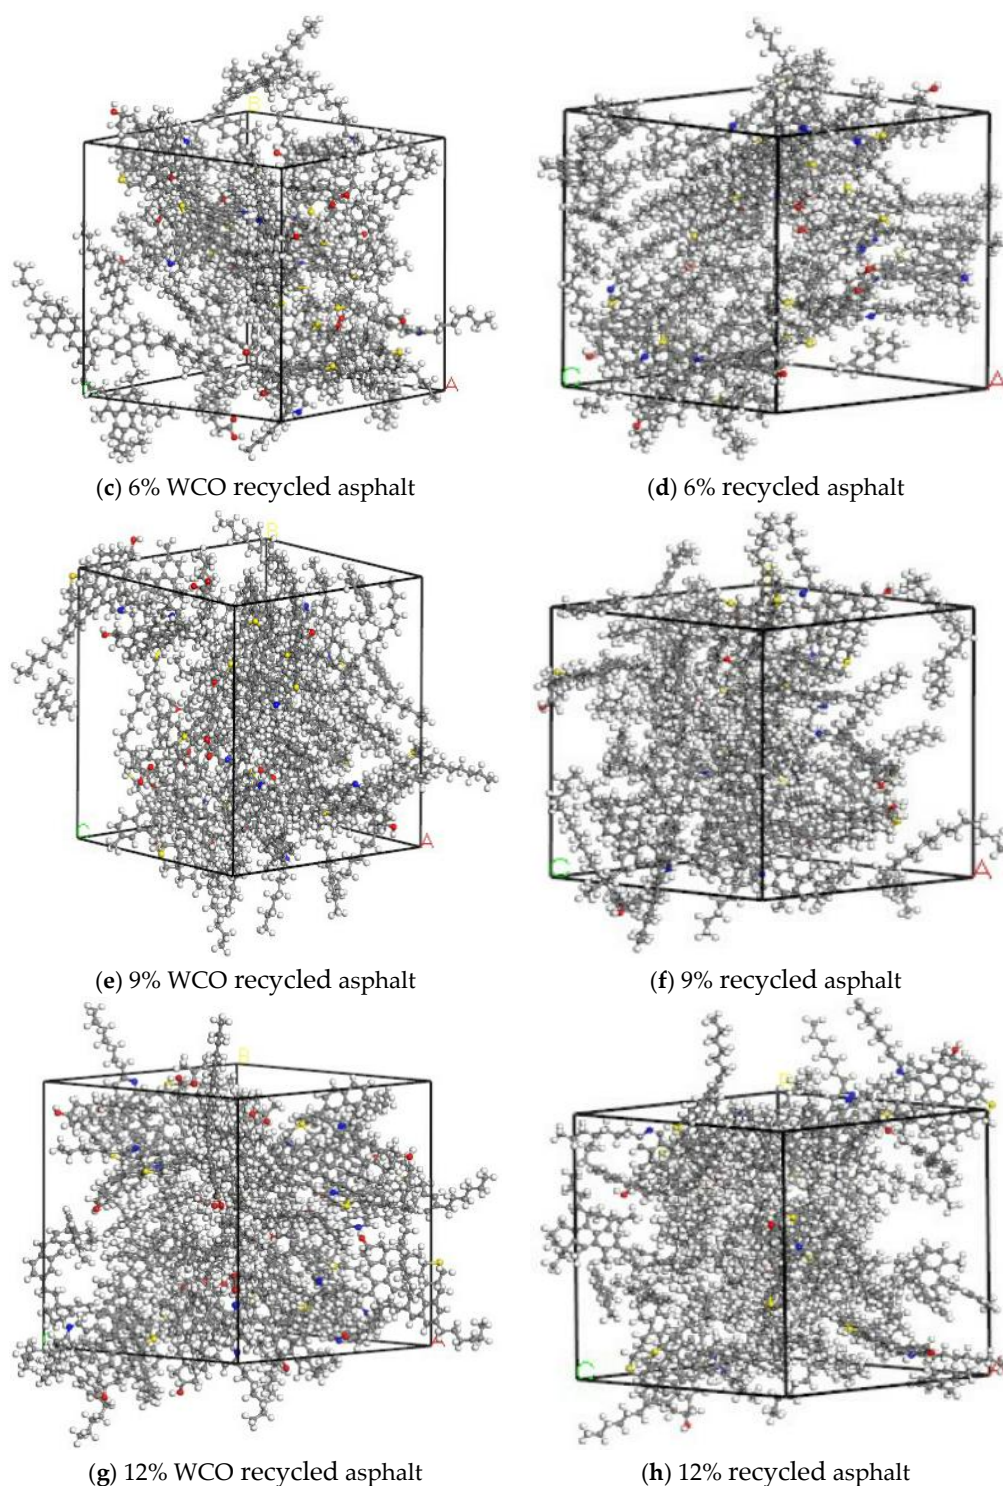 B
A
(c) 6% WCO recycled asphalt
C
A
(d) 6% recycled asphalt
B
C
A
(e) 9% WCO recycled asphalt
C
A
(f) 9% recycled asphalt
B
A
(g) 12% WCO recycled asphalt
B
C
A
(h) 12% recycled asphalt